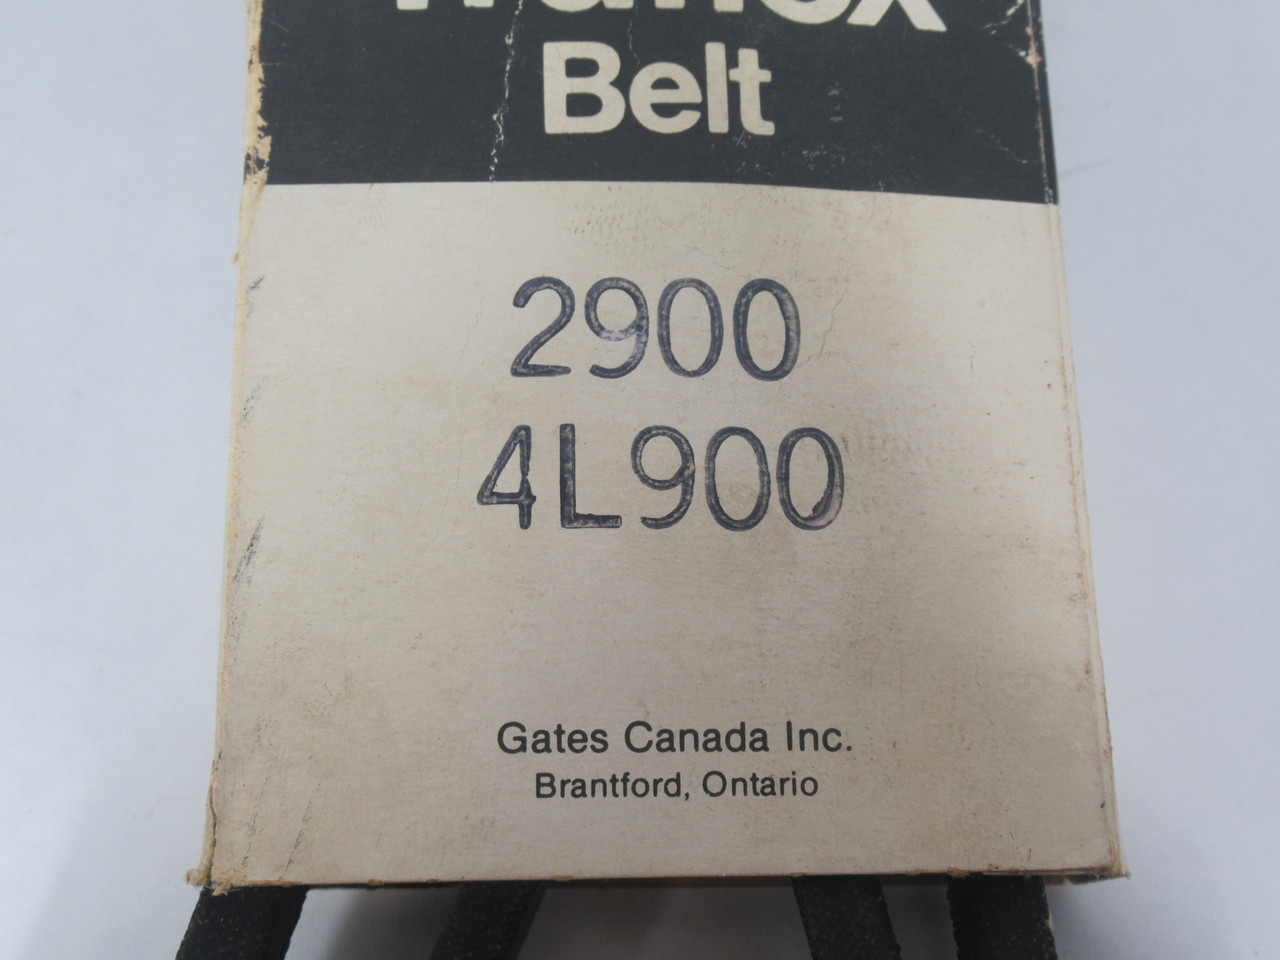 Belt
2900
4L900
Gates Canada Inc.
Brantford, Ontario